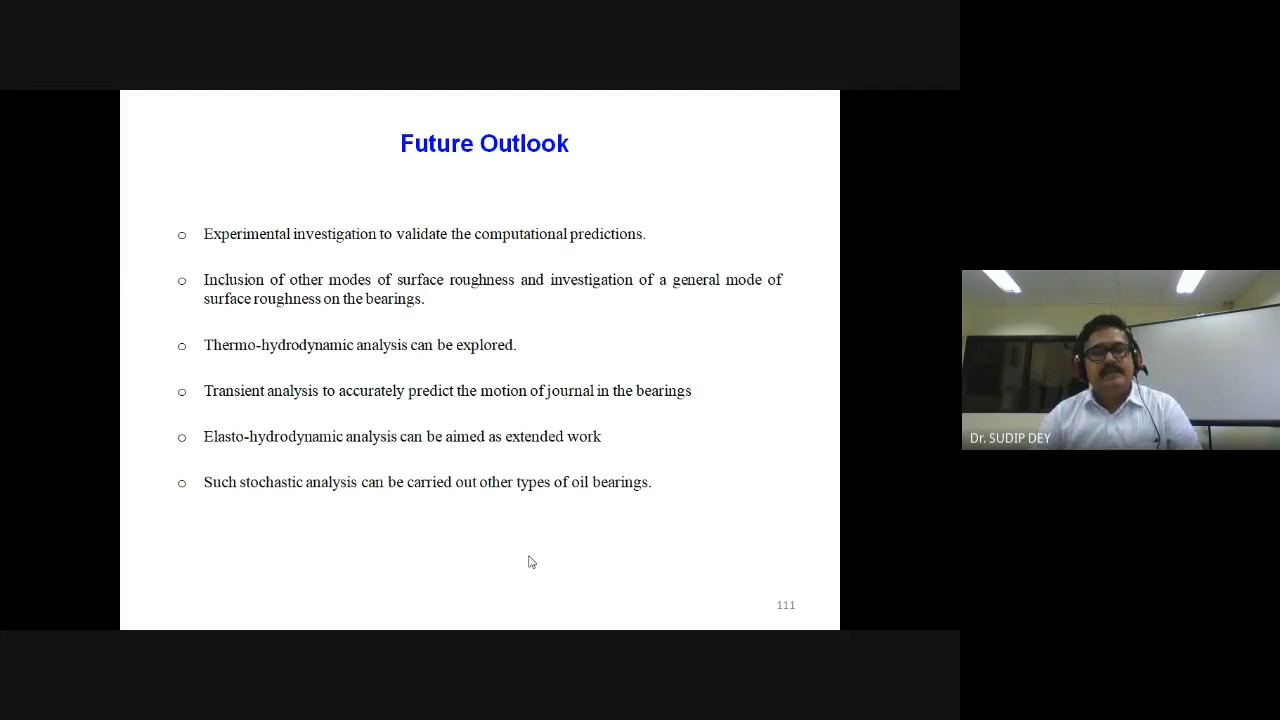 Future Outlook
o Experimental investigation to validate the computational predictions.
o Inclusion of other modes of surface roughness and investigation of a general mode of
surface roughness on the bearings.
o Thermo-hydrodynamic analysis can be explored.
o Transient analysis to accurately predict the motion of journal in the bearings
o Elasto-hydrodynamic analysis can be aimed as extended work
o Such stochastic analysis can be carried out other types of oil bearings.
111
Dr. SUDIP DEY